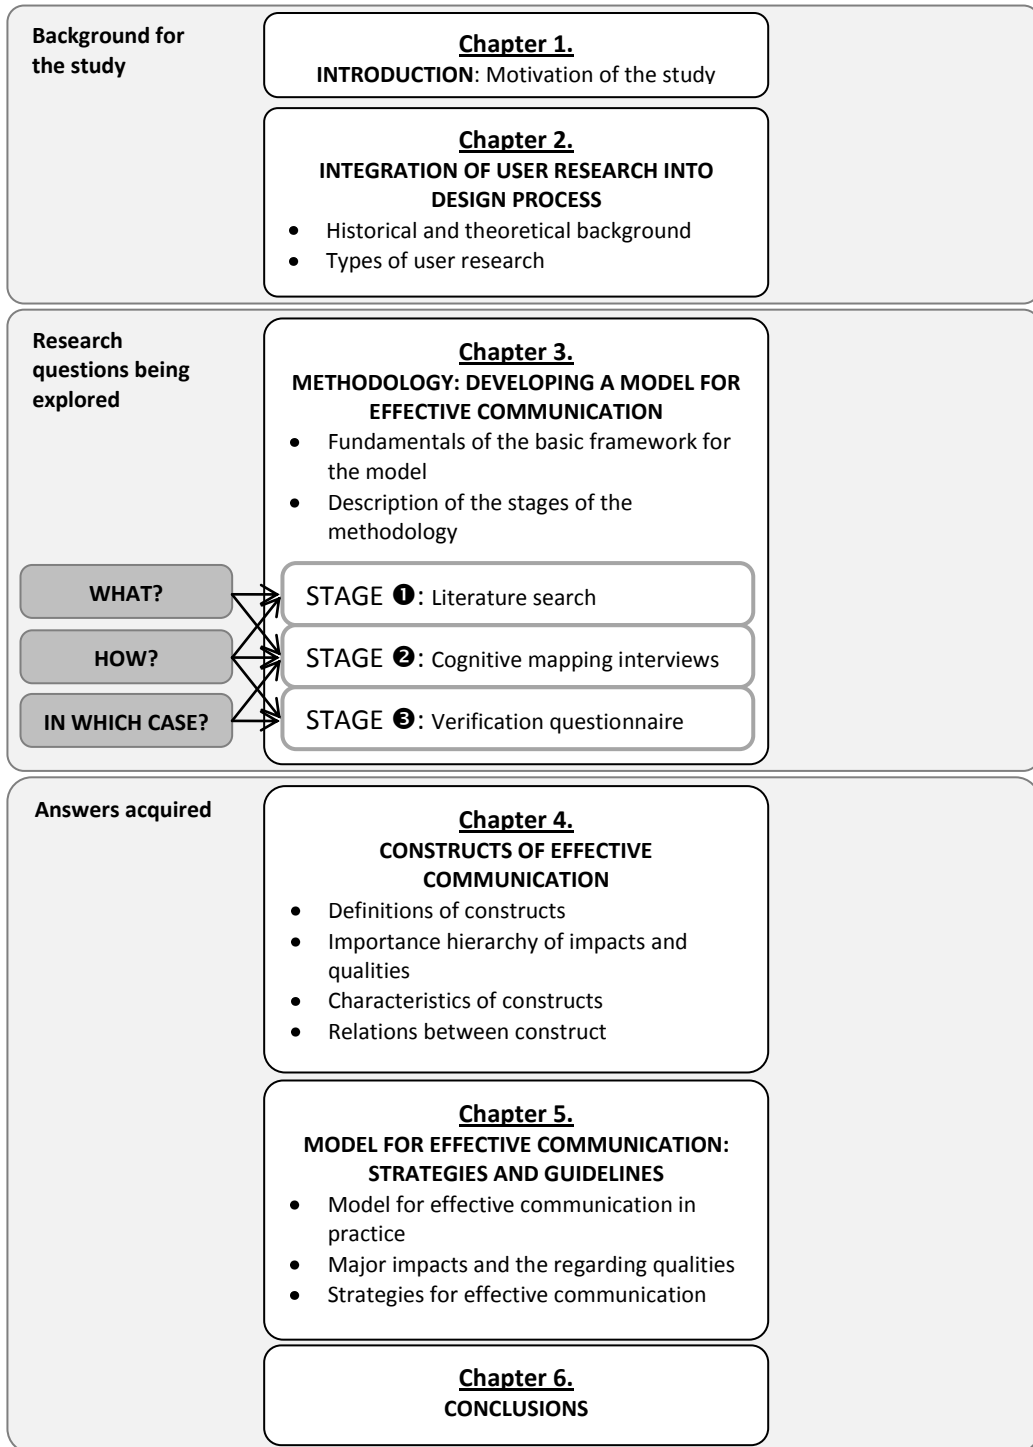 Background for
the study
Chapter 1.
INTRODUCTION: Motivation of the study
Chapter 2.
INTEGRATION OF USER RESEARCH INTO
DESIGN PROCESS
• Historical and theoretical background
• Types of user research
Research
questions being
explored
Chapter 3.
METHODOLOGY: DEVELOPING A MODEL FOR
EFFECTIVE COMMUNICATION
• Fundamentals of the basic framework for
the model
• Description of the stages of the
methodology
WHAT?
STAGE ❶: Literature search
HOW?
STAGE ❷: Cognitive mapping interviews
IN WHICH CASE?
STAGE ❸: Verification questionnaire
Answers acquired
Chapter 4.
CONSTRUCTS OF EFFECTIVE
COMMUNICATION
• Definitions of constructs
• Importance hierarchy of impacts and
qualities
• Characteristics of constructs
• Relations between construct
Chapter 5.
MODEL FOR EFFECTIVE COMMUNICATION:
STRATEGIES AND GUIDELINES
• Model for effective communication in
practice
• Major impacts and the regarding qualities
• Strategies for effective communication
Chapter 6.
CONCLUSIONS